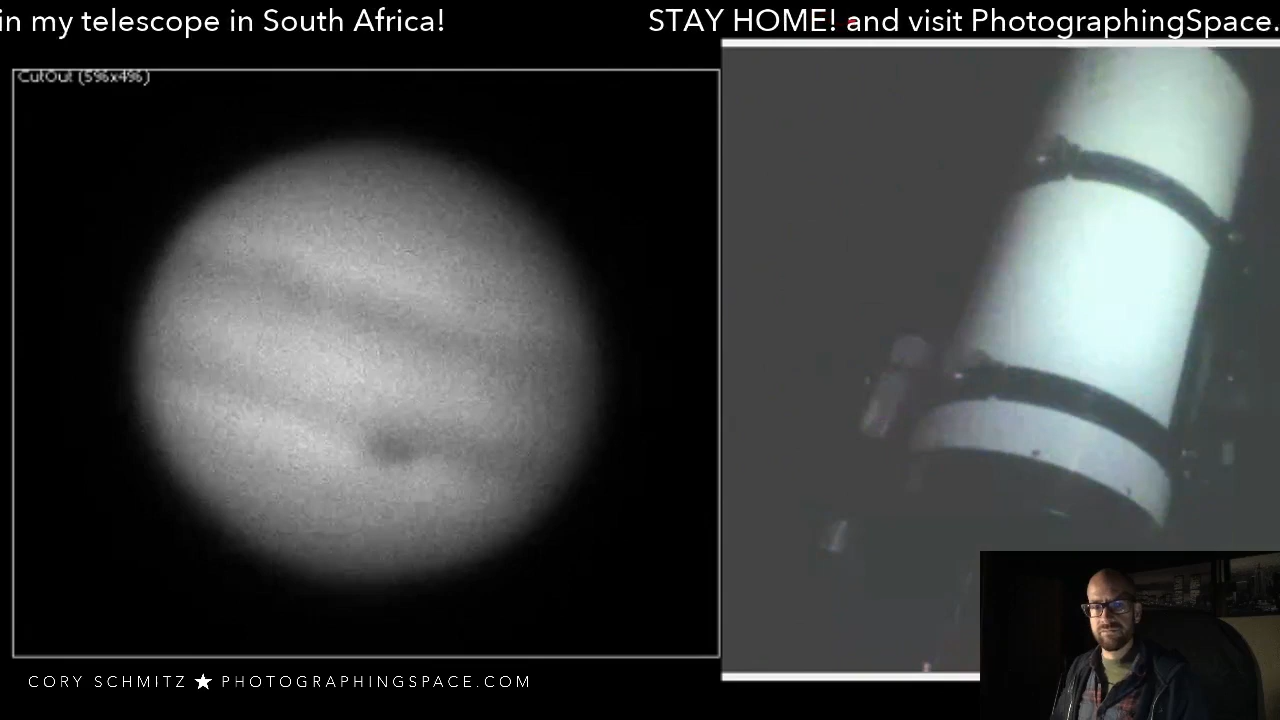 in my telescope in South Africa! STAY HOME! and visit PhotographingSpace.
CutOut (5%x4%)
CORY SCHMITZ ★ PHOTOGRAPHINGSPACE.COM